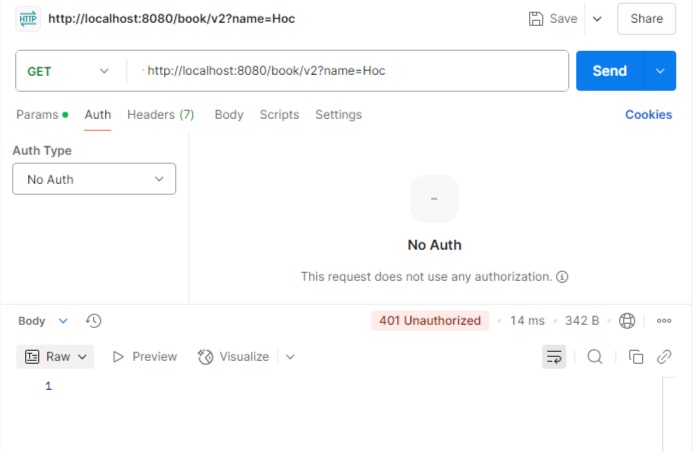 HTTP http://localhost:8080/book/v2?name=Hoc Save Share
GET http://localhost:8080/book/v2?name=Hoc Send
Params Auth Headers (7) Body Scripts Settings Cookies
Auth Type
No Auth
No Auth
This request does not use any authorization.
Body 401 Unauthorized 14 ms 342 B
Raw Preview Visualize
1